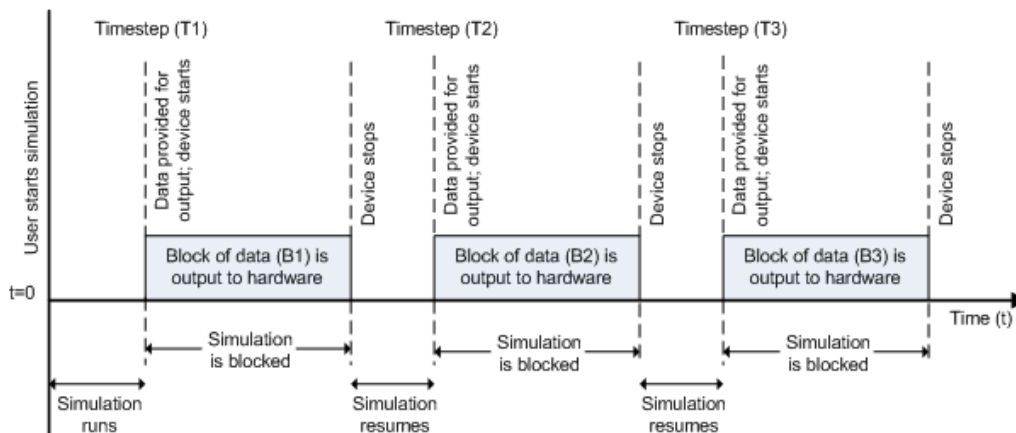 Timestep (T1)
Timestep (T2)
Timestep (T3)
User starts simulation
Data provided for
output; device starts
Device stops
Data provided for
output; device starts
Device stops
Data provided for
output; device starts
Device stops
Block of data (B1) is
output to hardware
Block of data (B2) is
output to hardware
Block of data (B3) is
output to hardware
t=0
Time (t)
Simulation
is blocked
Simulation
is blocked
Simulation
is blocked
Simulation
runs
Simulation
resumes
Simulation
resumes